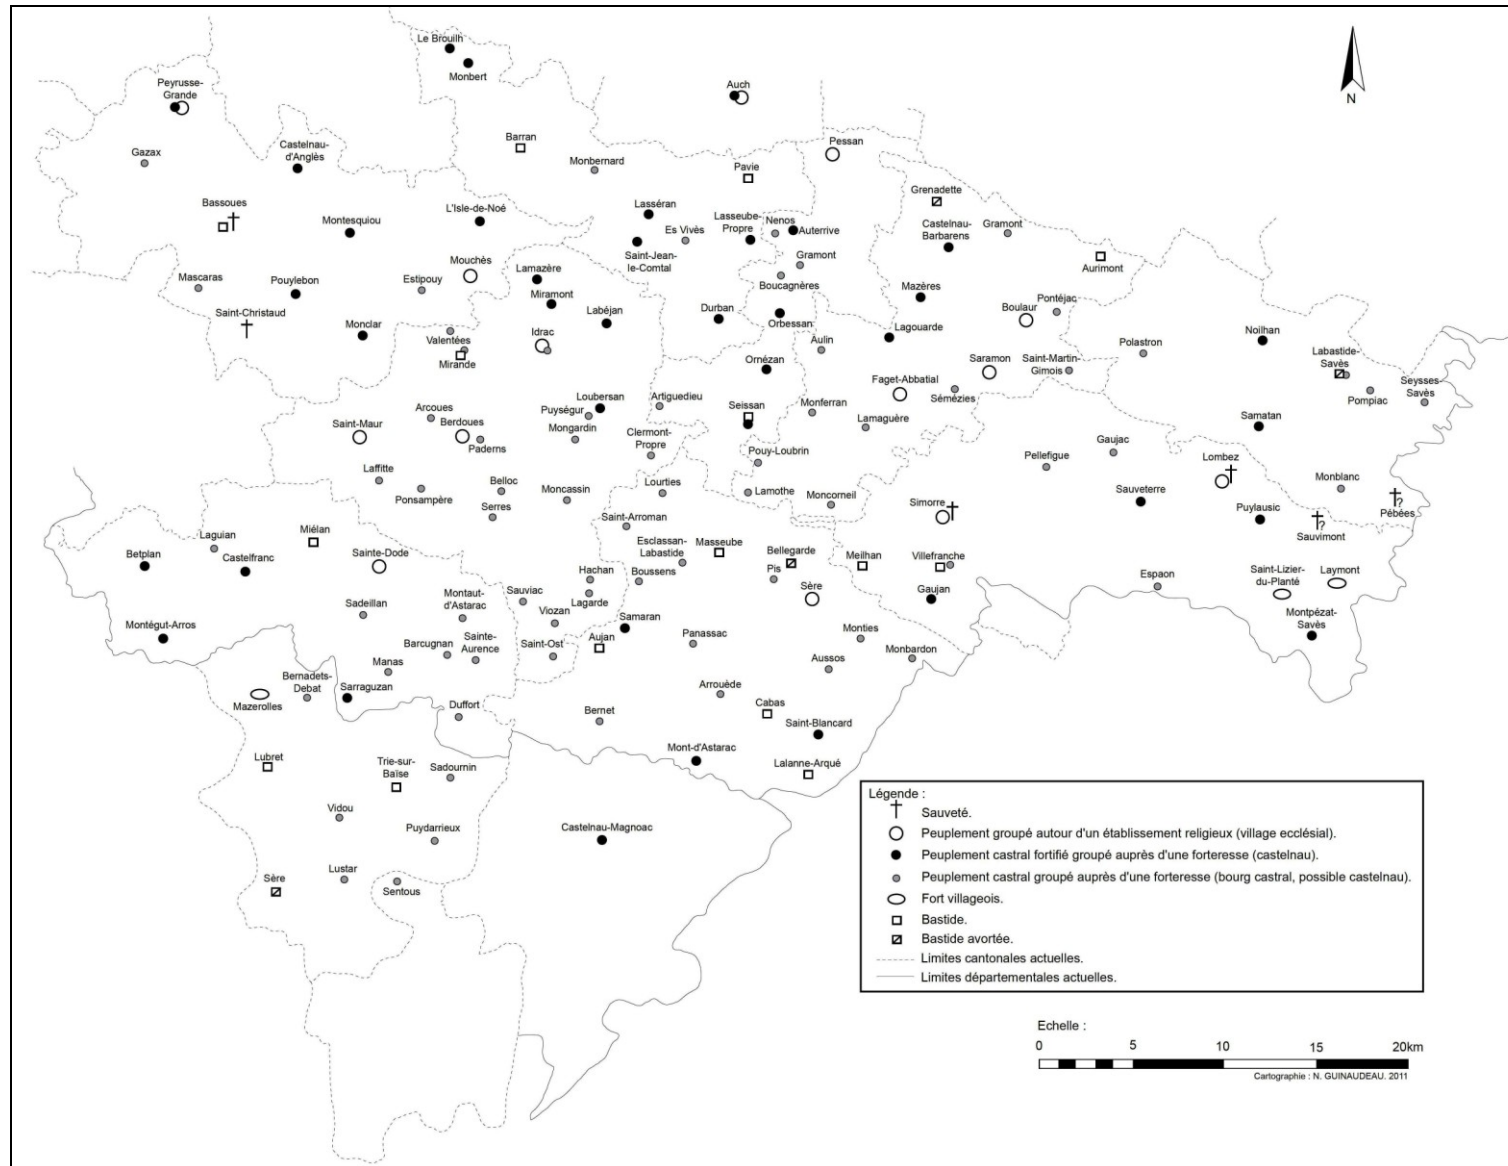 Le Brouilh
Monbert
Peyrusse-
Grande
Auch
Barran
Pessan
Gazax
Castelnau-
d'Anglès
Monbernard
Pavie
Grenadette
Bassoues
Montesquiou
L'Isle-de-Noé
Lasséran
Es Vivès
Lasseube-
Propre
Nenos
Auterrive
Castelnau-
Barbarens
Gramont
Saint-Jean-
le-Comtal
Gramont
Aurimont
Mascaras
Pouylebon
Estipouy
Mouchès
Lamazère
Miramont
Boucagnères
Mazères
Boulaur
Pontéjac
Saint-Christaud
Monclar
Valentées
Mirande
Idrac
Labéjan
Durban
Orbessan
Lagouarde
Noilhan
Aulin
Ornézan
Saramon
Saint-Martin-
Gimois
Polastron
Labastide-
Savès
Seysses-
Savès
Pompiac
Faget-Abbatial
Sémézies
Arcoues
Berdoues
Paderns
Saint-Maur
Puységur
Loubersan
Mongardin
Artiguedieu
Seissan
Monferran
Lamaguère
Samatan
Clermont-
Propre
Pouy-Loubrin
Pellefigue
Gaujac
Lombez
Laffitte
Ponsampère
Belloc
Serres
Moncassin
Lourties
Lamothe
Moncorneil
Simorre
Sauveterre
Puylausic
Monblanc
?
Pébées
?
Sauvimont
Saint-Arroman
Laguian
Miélan
Betplan
Castelfranc
Sainte-Dode
Esclassan-
Labastide
Masseube
Bellegarde
Pis
Meilhan
Villefranche
Hachan
Boussens
Lagarde
Sère
Gaujan
Espaon
Saint-Lizier-
du-Planté
Laymont
Montpézat-
Savès
Sadeillan
Montaut-
d'Astarac
Sauviac
Viozan
Samaran
Montégut-Arros
Barcugnan
Sainte-
Aurence
Saint-Ost
Aujan
Panassac
Monties
Monbardon
Aussos
Manas
Bernadets-
Debat
Sarraguzan
Mazerolles
Duffort
Bernet
Arrouède
Cabas
Saint-Blancard
Mont-d'Astarac
Lalanne-Arqué
Lubret
Trie-sur-
Baïse
Sadournin
Vidou
Puydarrieux
Castelnau-Magnoac
Sère
Lustar
Sentous
N
Légende :
Sauveté.
Peuplement groupé autour d'un établissement religieux (village ecclésial).
Peuplement castral fortifié groupé auprès d'une forteresse (castelnau).
Peuplement castral groupé auprès d'une forteresse (bourg castral, possible castelnau).
Fort villageois.
Bastide.
Bastide avortée.
Limites cantonales actuelles.
Limites départementales actuelles.
Echelle :
0 5 10 15 20km
Cartographie : N. GUINAUDEAU. 2011